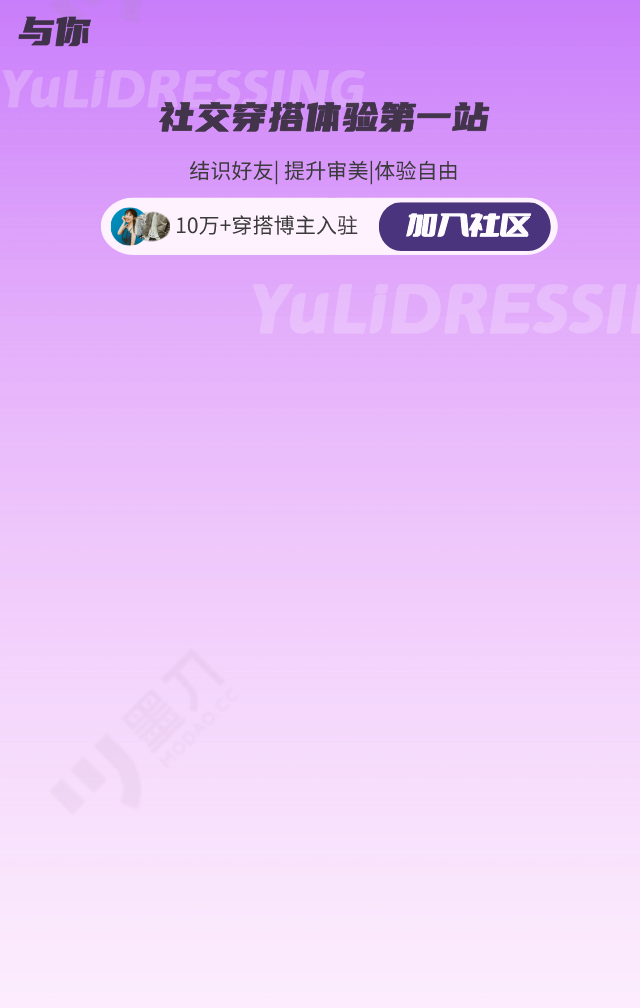 与你
YuLiDRESSING
社交穿搭体验第一站
结识好友| 提升审美|体验自由
10万+穿搭博主入驻 加入社区
YuLiDRESSI
墨刀
MODAO.CC